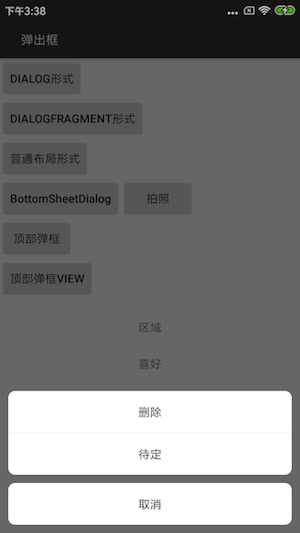 下午3:38
弹出框
DIALOG形式
DIALOGFRAGMENT形式
普通布局形式
BottomSheetDialog 拍照
顶部弹框
顶部弹框VIEW
区域
喜好
删除
待定
取消